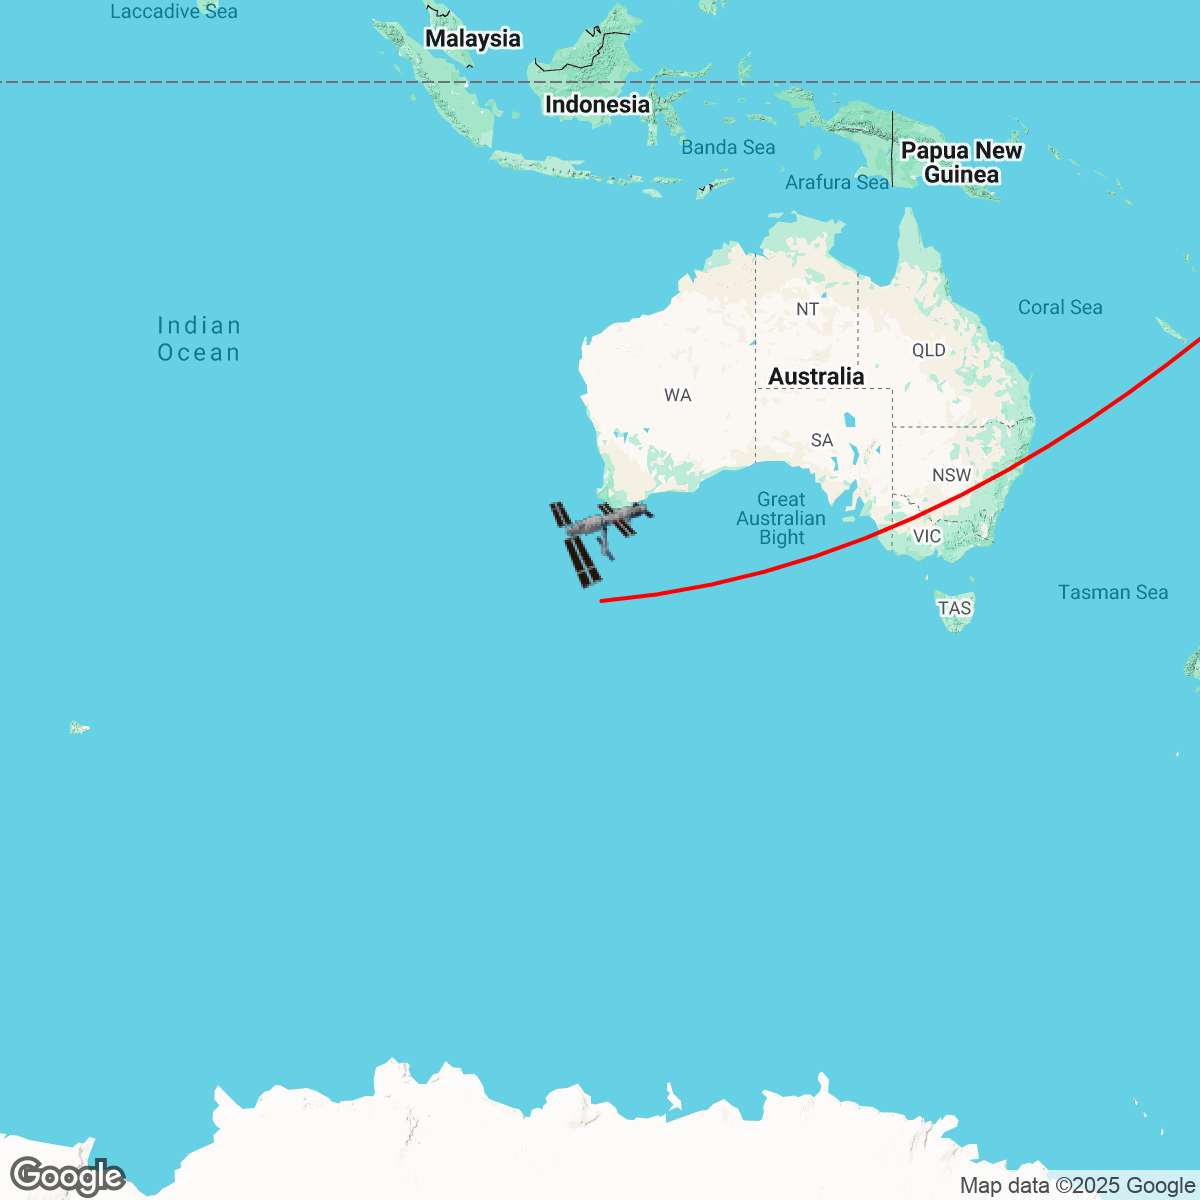 Laccadive Sea
Malaysia
Indonesia
Banda Sea
Papua New
Guinea
Arafura Sea
Indian
Ocean
NT
Coral Sea
QLD
Australia
WA
SA
NSW
Great
Australian
Bight
VIC
Tasman Sea
TAS
Google
Map data ©2025 Google